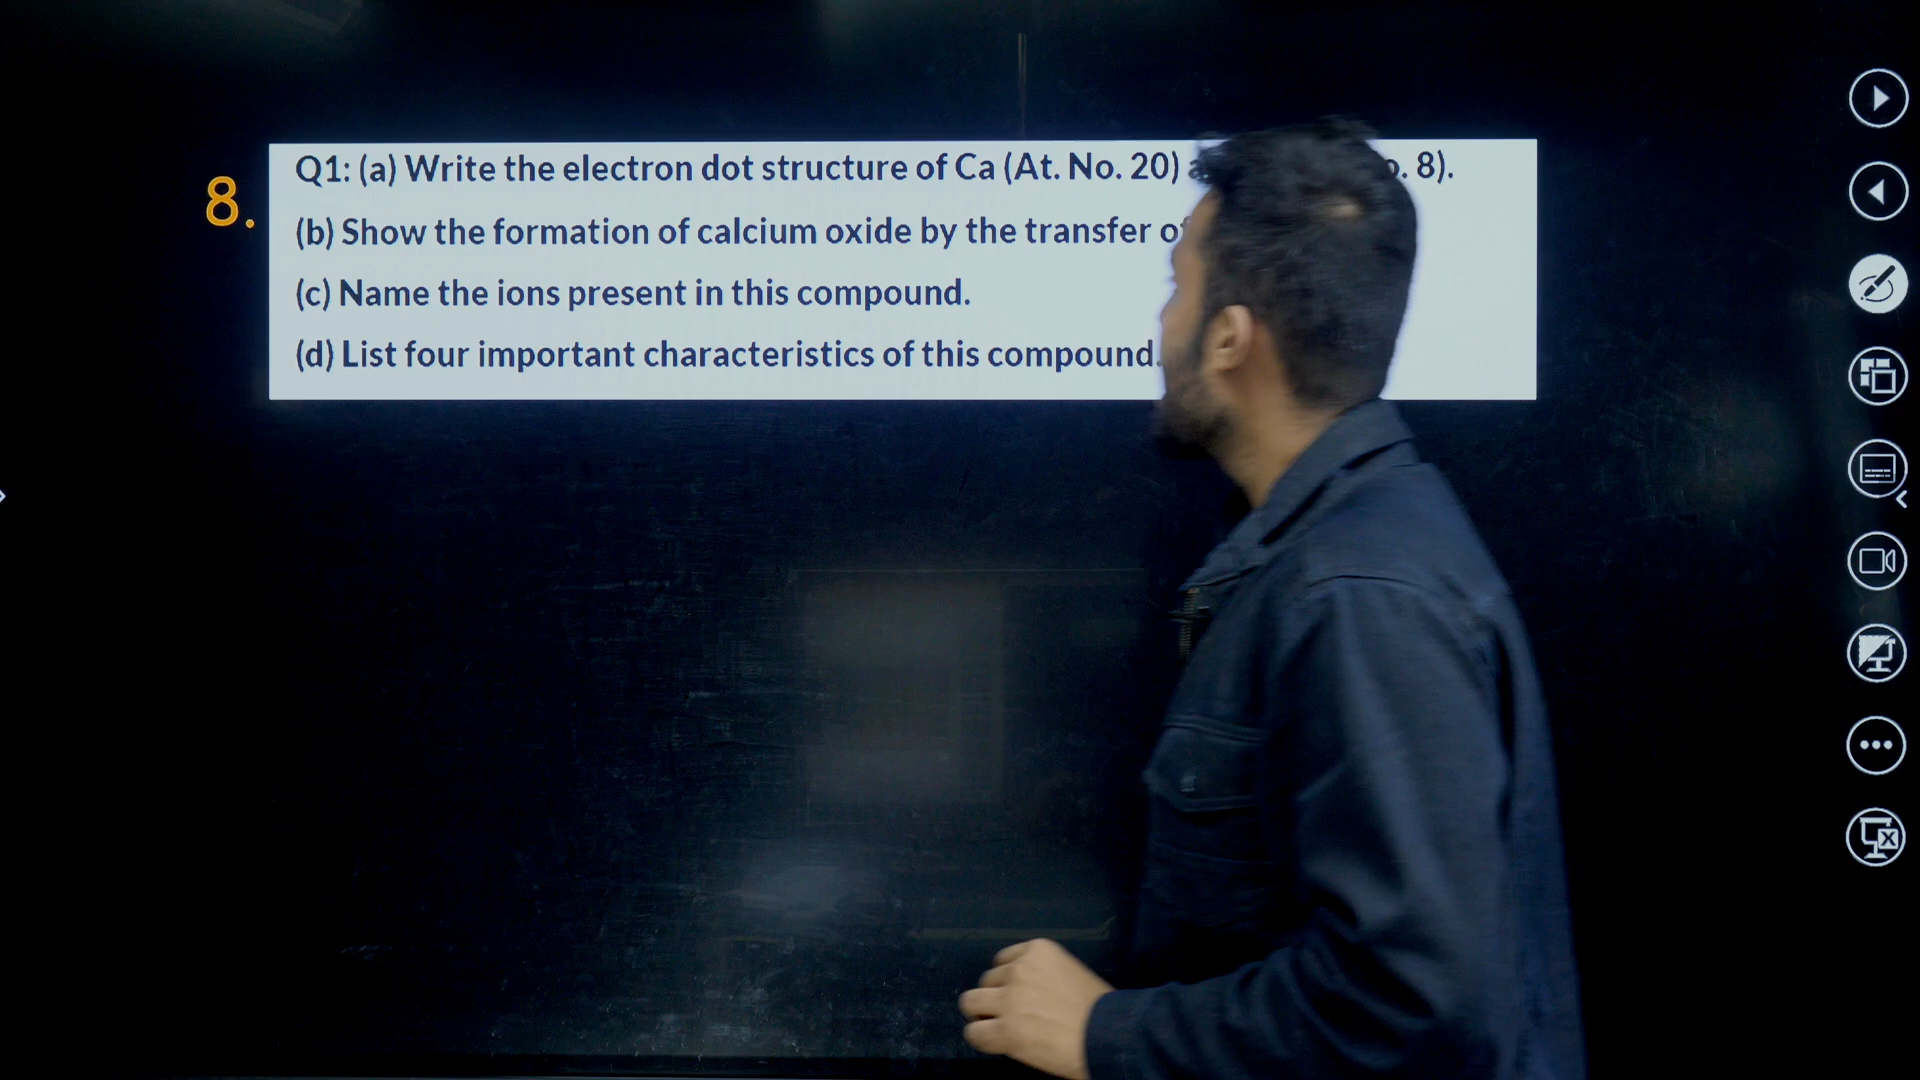 8.
Q1: (a) Write the electron dot structure of Ca (At. No. 20) 8).
(b) Show the formation of calcium oxide by the transfer of
(c) Name the ions present in this compound.
(d) List four important characteristics of this compound.